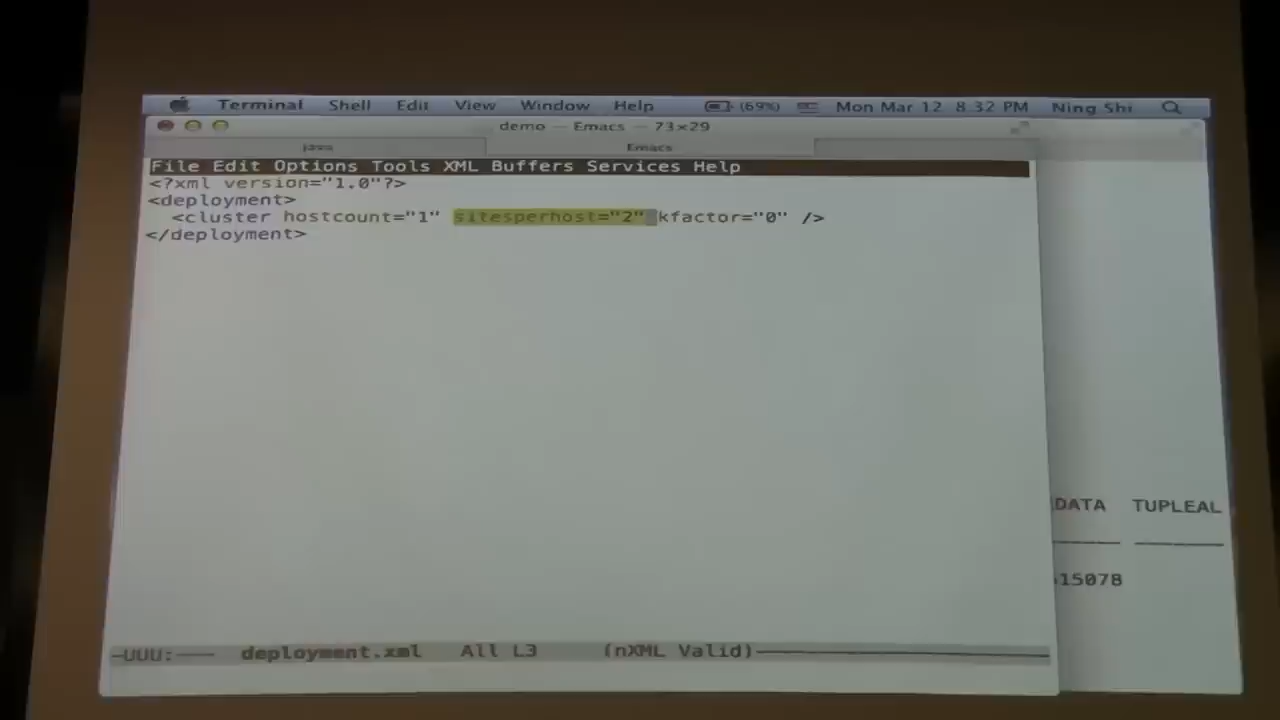 Terminal Shell Edit View Window Help (69%) Mon Mar 12 8:32 PM Ning Shi
demo — Emacs — 73×29
java Emacs
File Edit Options Tools XML Buffers Services Help
<?xml version="1.0"?>
<deployment>
<cluster hostcount="1" sitesperhost="2" kfactor="0" />
</deployment>
DATA TUPLEAL
15078
-UUU:---- deployment.xml All L3 (nXML Valid)